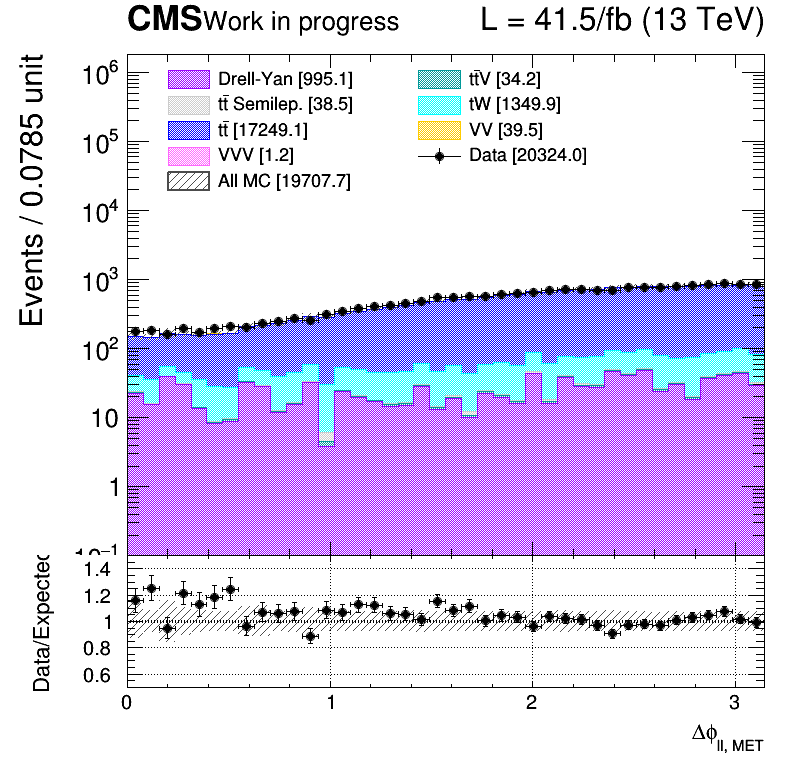 CMS Work in progress L = 41.5/fb (13 TeV)
Events / 0.0785 unit
10⁶
10⁵
10⁴
10³
10²
10
1
10⁻¹
Drell-Yan [995.1]
tt̄ Semilep. [38.5]
tt̄ [17249.1]
VVV [1.2]
All MC [19707.7]
tt̄V [34.2]
tW [1349.9]
VV [39.5]
Data [20324.0]
Data/Expected
1.4
1.2
1
0.8
0.6
0 1 2 3
Δϕ_ll, MET